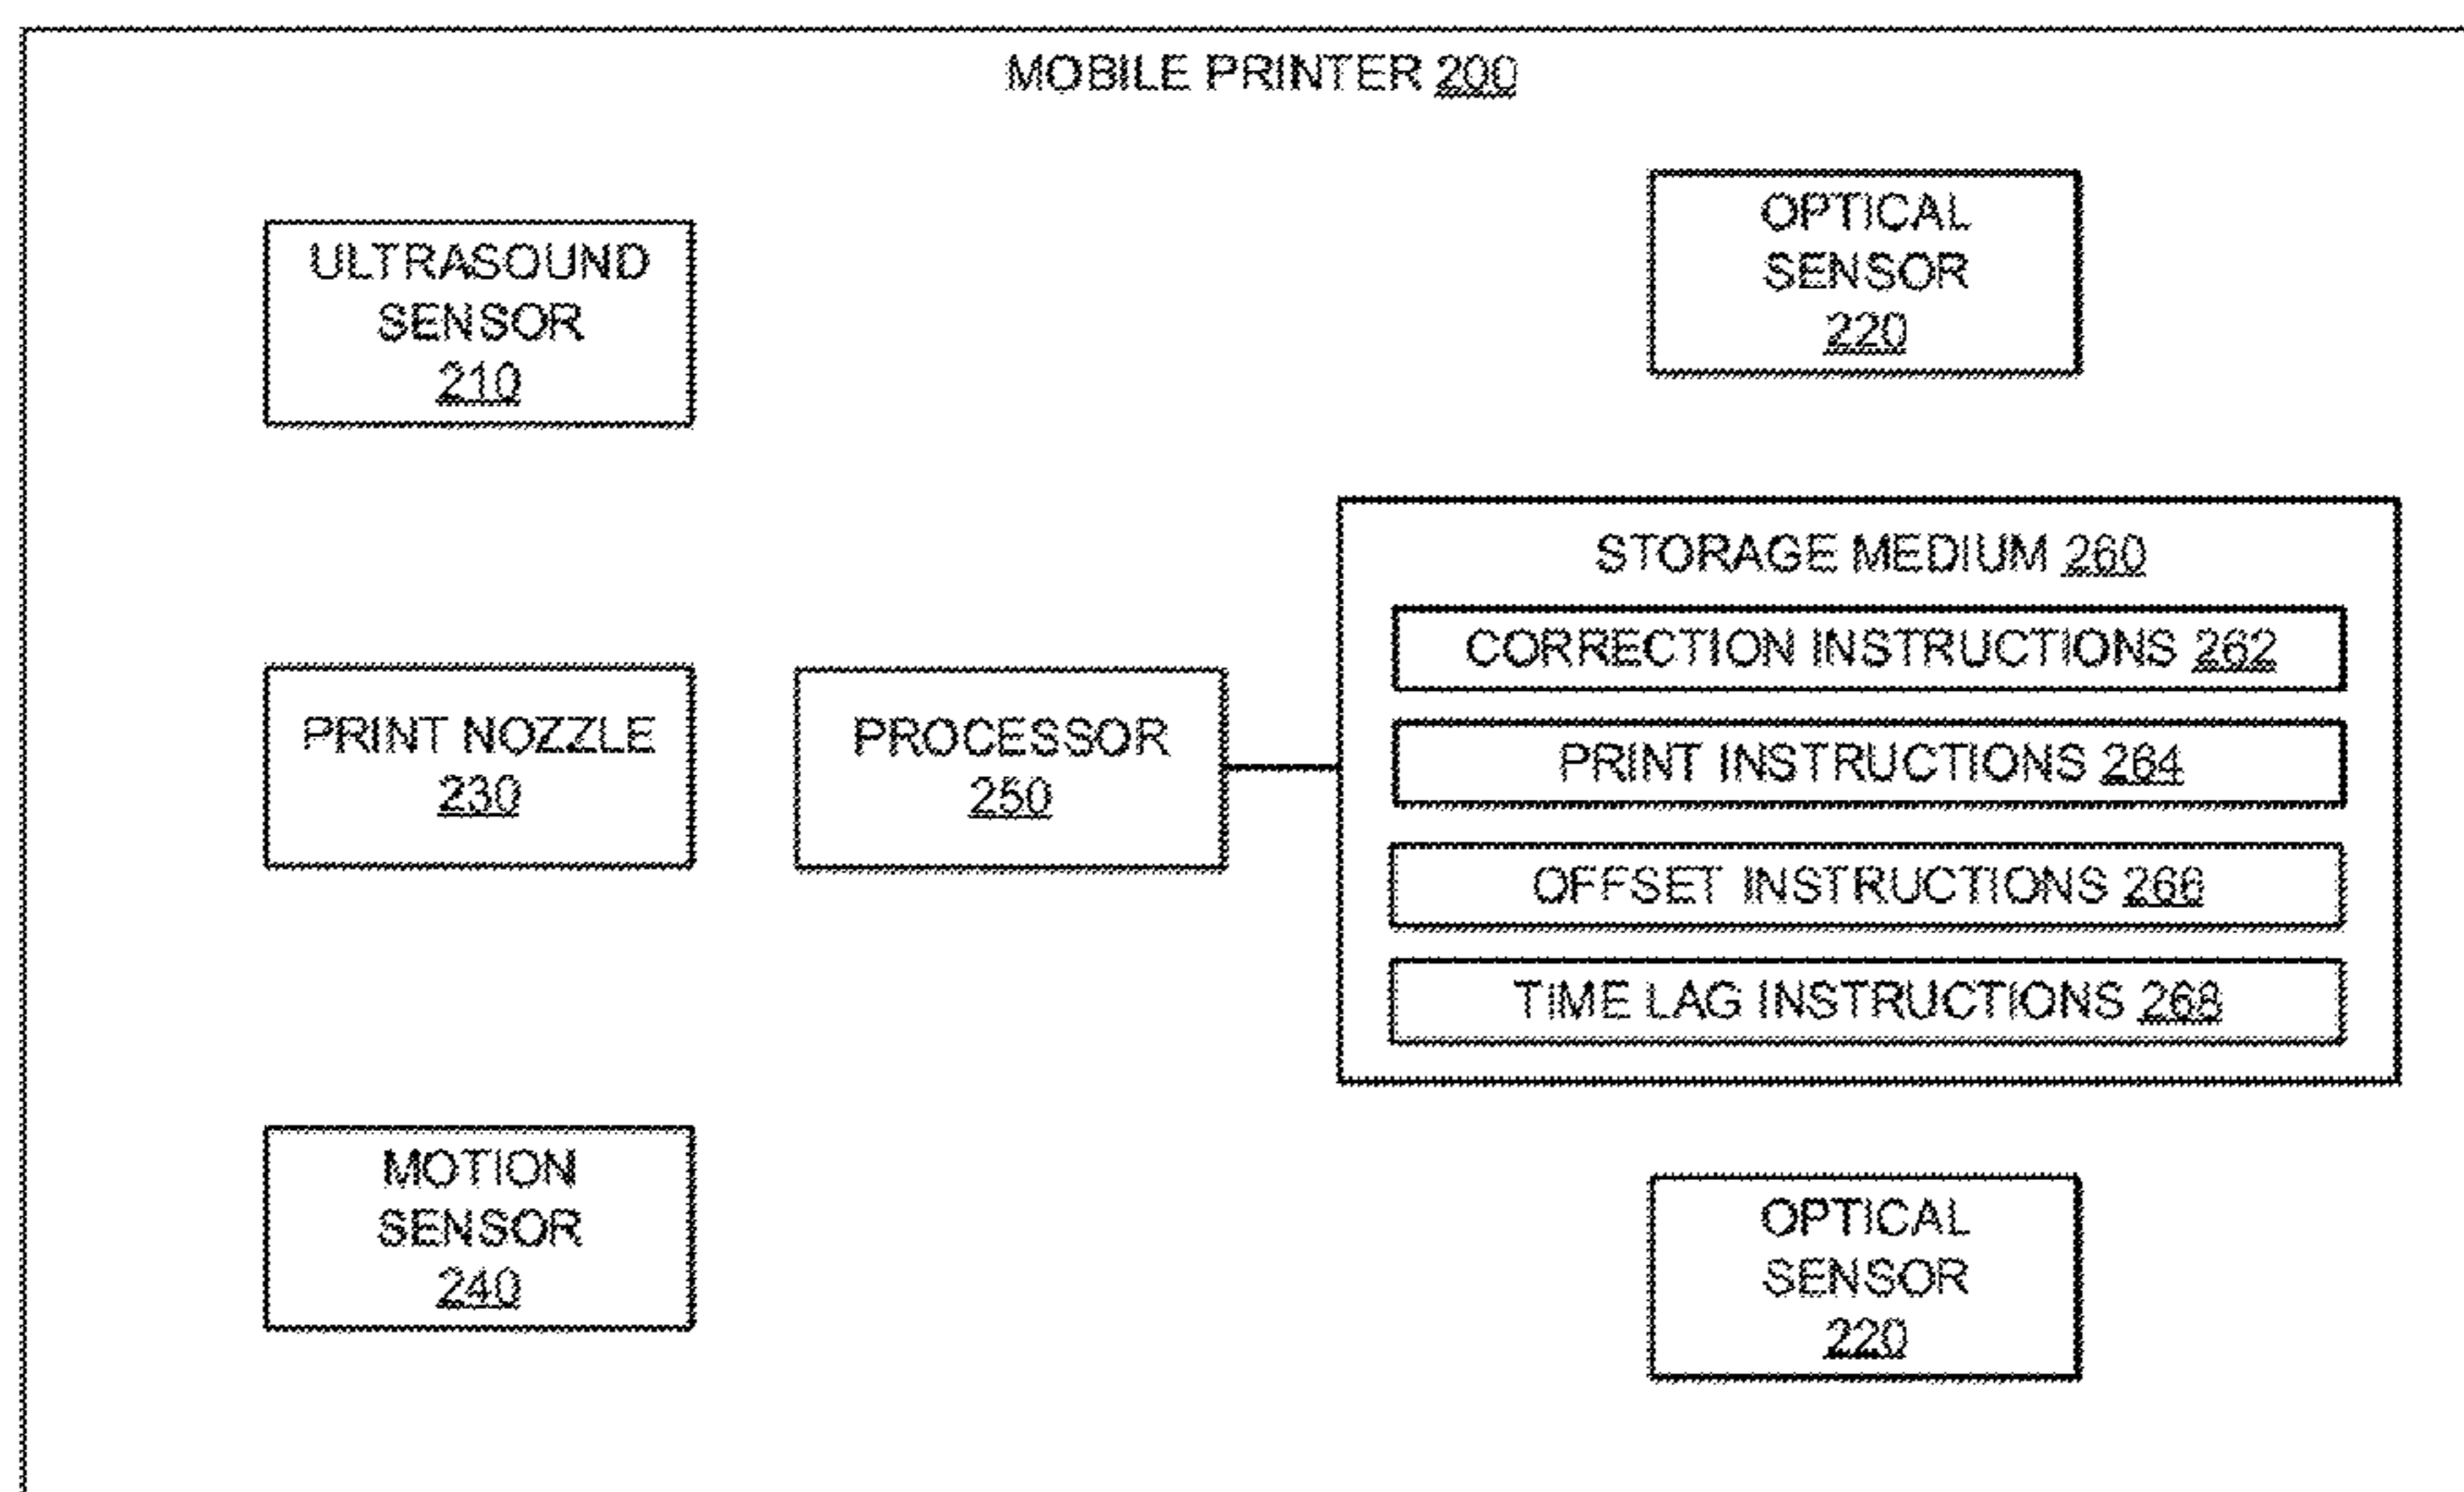 MOBILE PRINTER 200
ULTRASOUND
SENSOR
210
OPTICAL
SENSOR
220
STORAGE MEDIUM 260
CORRECTION INSTRUCTIONS 262
PRINT INSTRUCTIONS 264
OFFSET INSTRUCTIONS 266
TIME LAG INSTRUCTIONS 268
PRINT NOZZLE
230
PROCESSOR
250
MOTION
SENSOR
240
OPTICAL
SENSOR
220